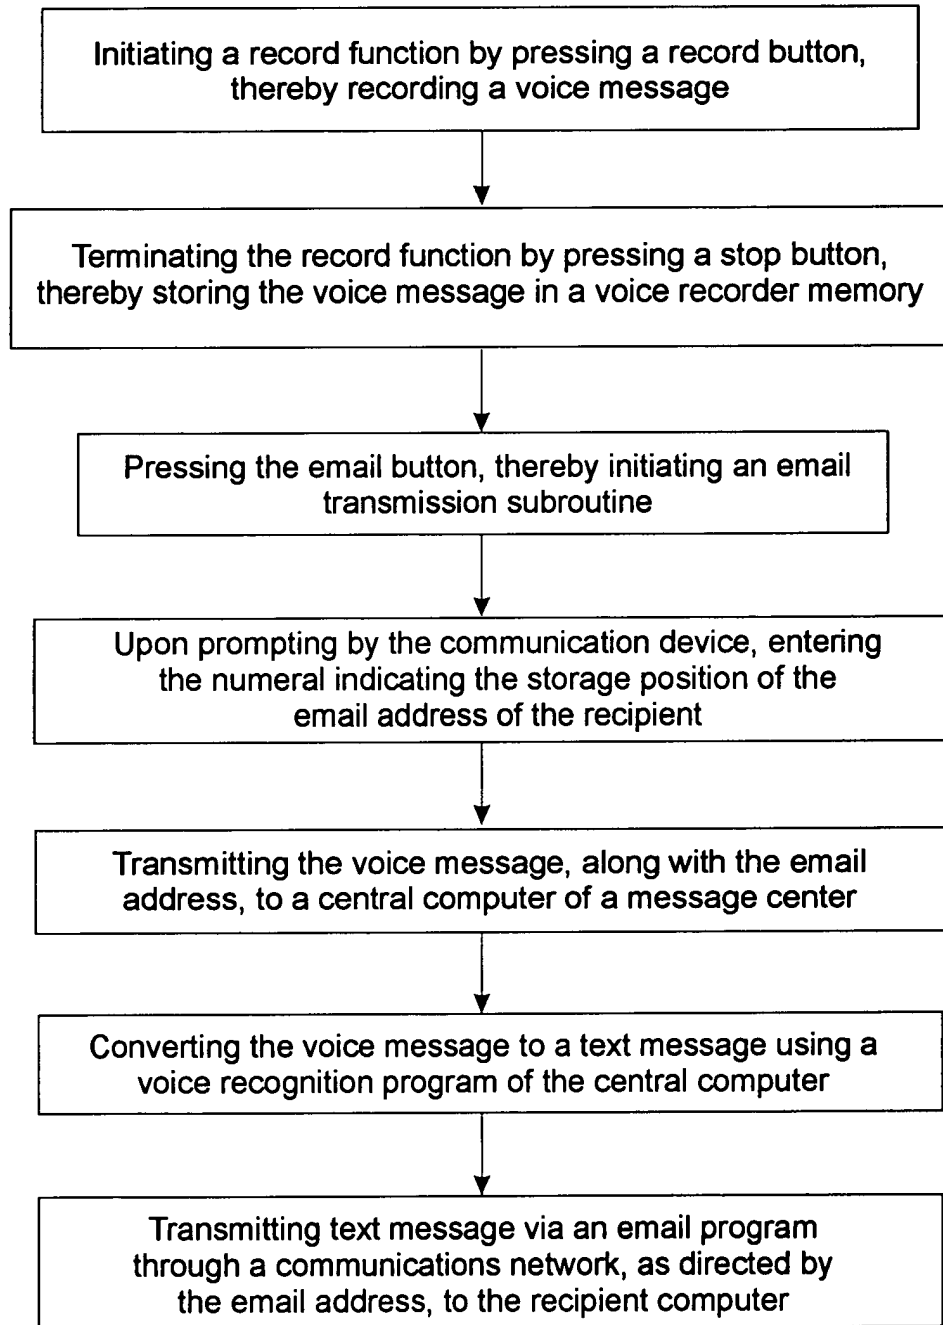 Initiating a record function by pressing a record button,
thereby recording a voice message
Terminating the record function by pressing a stop button,
thereby storing the voice message in a voice recorder memory
Pressing the email button, thereby initiating an email
transmission subroutine
Upon prompting by the communication device, entering
the numeral indicating the storage position of the
email address of the recipient
Transmitting the voice message, along with the email
address, to a central computer of a message center
Converting the voice message to a text message using a
voice recognition program of the central computer
Transmitting text message via an email program
through a communications network, as directed by
the email address, to the recipient computer